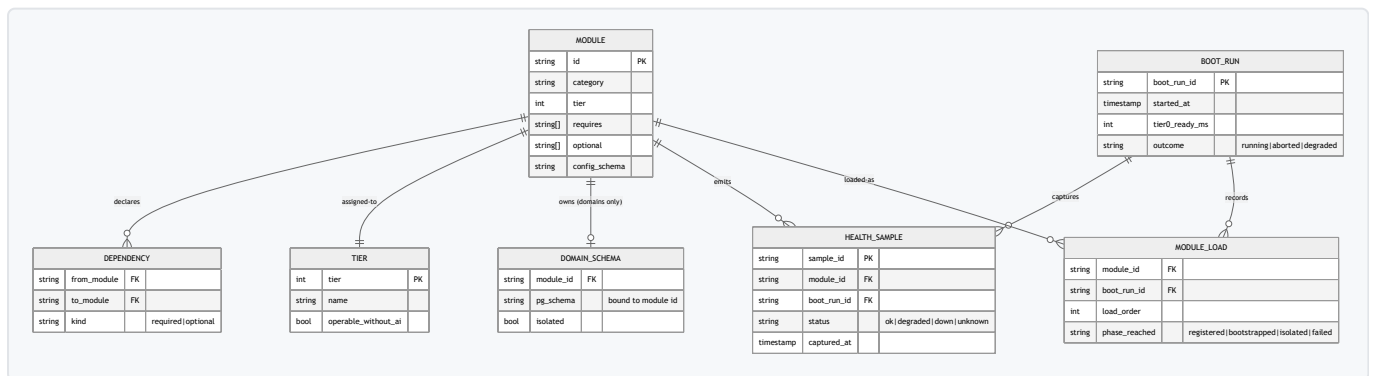 MODULE
string id PK
string category
int tier
string[] requires
string[] optional
string config_schema
BOOT_RUN
string boot_run_id PK
timestamp started_at
int tier0_ready_ms
string outcome running|aborted|degraded
declares
assigned-to
owns (domains only)
emits
loaded-as
captures
records
DEPENDENCY
string from_module FK
string to_module FK
string kind required|optional
TIER
int tier PK
string name
bool operable_without_ai
DOMAIN_SCHEMA
string module_id FK
string pg_schema bound to module id
bool isolated
HEALTH_SAMPLE
string sample_id PK
string module_id FK
string boot_run_id FK
string status ok|degraded|down|unknown
timestamp captured_at
MODULE_LOAD
string module_id FK
string boot_run_id FK
int load_order
string phase_reached registered|bootstrapped|isolated|failed